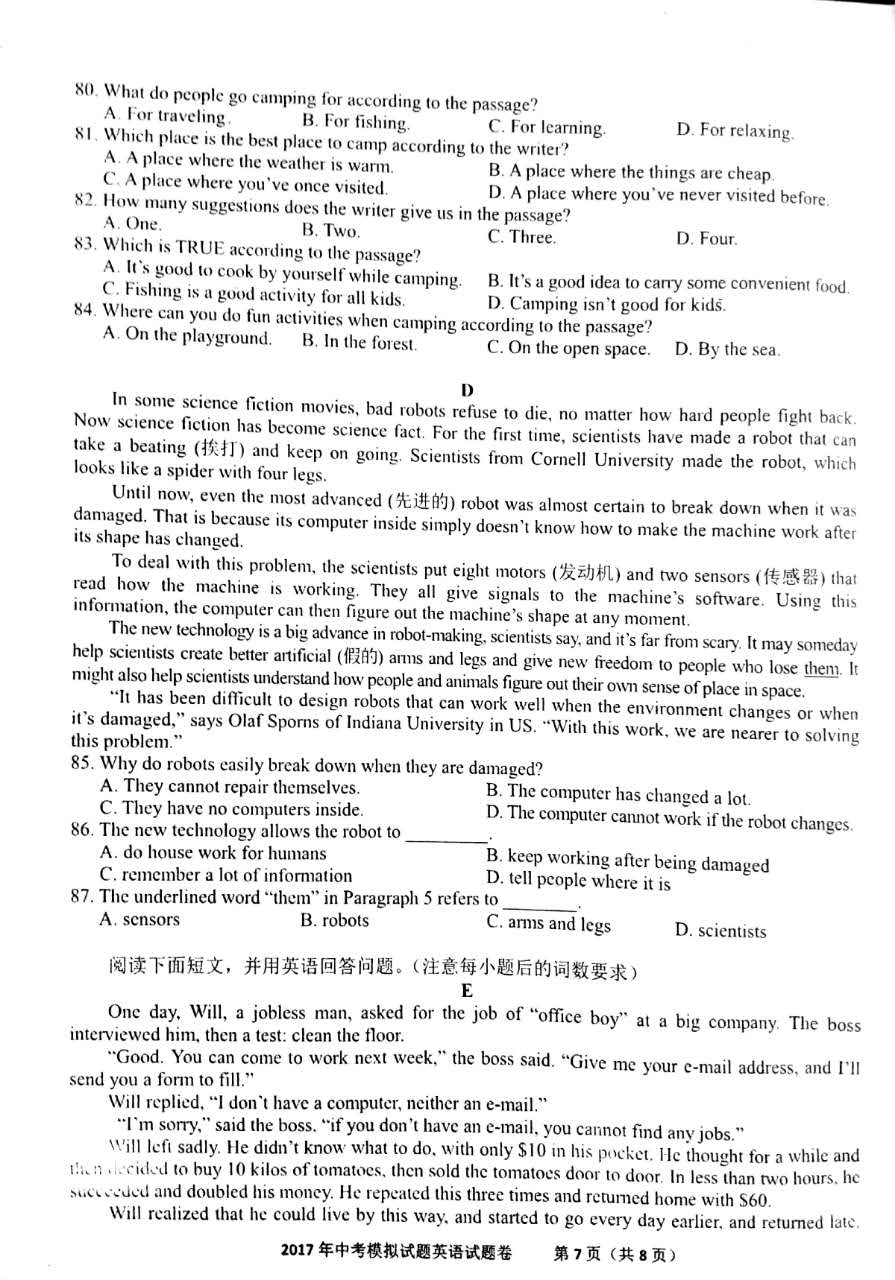 80. What do people go camping for according to the passage?
A. For traveling. B. For fishing. C. For learning. D. For relaxing.
81. Which place is the best place to camp according to the writer?
A. A place where the weather is warm. B. A place where the things are cheap.
C. A place where you've once visited. D. A place where you've never visited before.
82. How many suggestions does the writer give us in the passage?
A. One. B. Two. C. Three. D. Four.
83. Which is TRUE according to the passage?
A. It's good to cook by yourself while camping. B. It's a good idea to carry some convenient food.
C. Fishing is a good activity for all kids. D. Camping isn't good for kids.
84. Where can you do fun activities when camping according to the passage?
A. On the playground. B. In the forest. C. On the open space. D. By the sea.
D
In some science fiction movies, bad robots refuse to die, no matter how hard people fight back.
Now science fiction has become science fact. For the first time, scientists have made a robot that can
take a beating (挨打) and keep on going. Scientists from Cornell University made the robot, which
looks like a spider with four legs.
Until now, even the most advanced (先进的) robot was almost certain to break down when it was
damaged. That is because its computer inside simply doesn't know how to make the machine work after
its shape has changed.
To deal with this problem, the scientists put eight motors (发动机) and two sensors (传感器) that
read how the machine is working. They all give signals to the machine's software. Using this
information, the computer can then figure out the machine's shape at any moment.
The new technology is a big advance in robot-making, scientists say, and it's far from scary. It may someday
help scientists create better artificial (假的) arms and legs and give new freedom to people who lose them. It
might also help scientists understand how people and animals figure out their own sense of place in space.
"It has been difficult to design robots that can work well when the environment changes or when
it's damaged," says Olaf Sporns of Indiana University in US. "With this work, we are nearer to solving
this problem."
85. Why do robots easily break down when they are damaged?
A. They cannot repair themselves. B. The computer has changed a lot.
C. They have no computers inside. D. The computer cannot work if the robot changes.
86. The new technology allows the robot to ________.
A. do house work for humans B. keep working after being damaged
C. remember a lot of information D. tell people where it is
87. The underlined word "them" in Paragraph 5 refers to ________.
A. sensors B. robots C. arms and legs D. scientists
阅读下面短文，并用英语回答问题。（注意每小题后的词数要求）
E
One day, Will, a jobless man, asked for the job of "office boy" at a big company. The boss
interviewed him, then a test: clean the floor.
"Good. You can come to work next week," the boss said. "Give me your e-mail address, and I'll
send you a form to fill."
Will replied, "I don't have a computer, neither an e-mail."
"I'm sorry," said the boss. "if you don't have an e-mail, you cannot find any jobs."
Will left sadly. He didn't know what to do, with only $10 in his pocket. He thought for a while and
then decided to buy 10 kilos of tomatoes, then sold the tomatoes door to door. In less than two hours, he
succeeded and doubled his money. He repeated this three times and returned home with $60.
Will realized that he could live by this way, and started to go every day earlier, and returned late.
2017 年中考模拟试题英语试题卷 第 7 页（共 8 页）